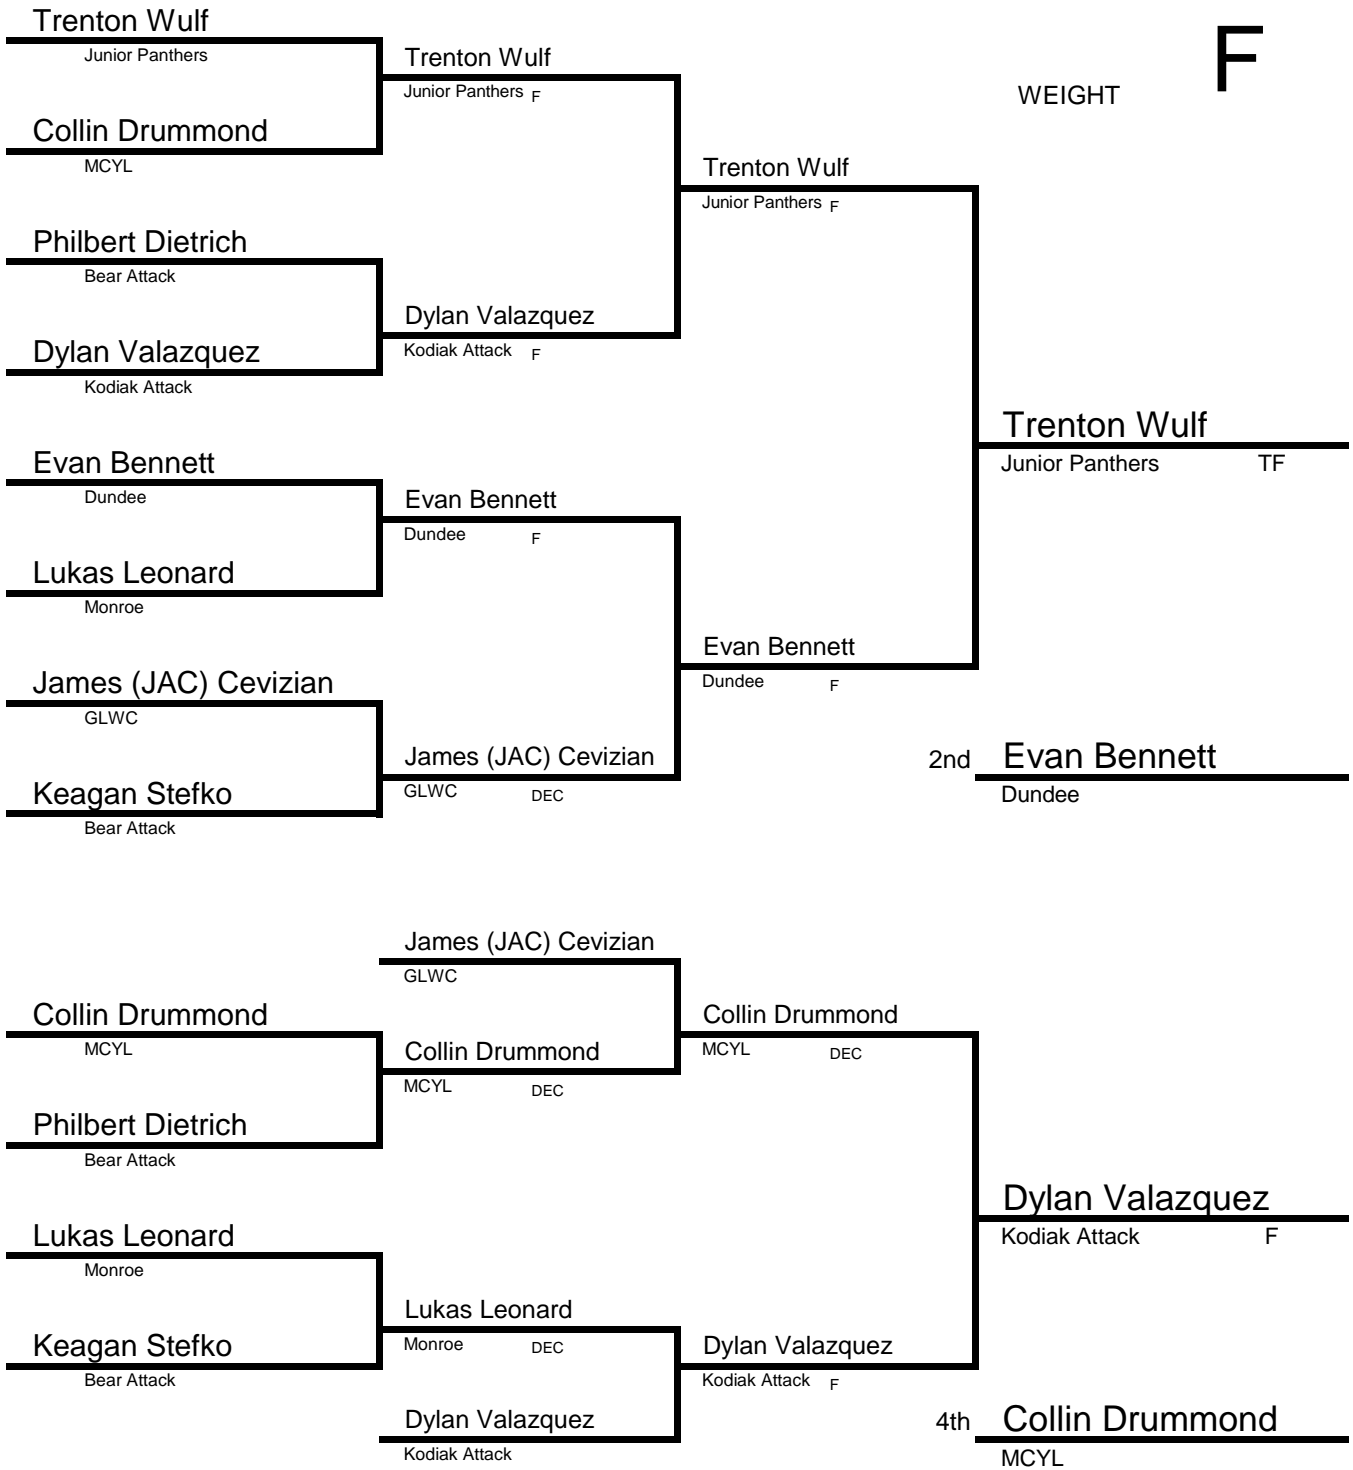 Trenton Wulf
Junior Panthers
Trenton Wulf
Junior Panthers F
F
WEIGHT
Collin Drummond
MCYL
Trenton Wulf
Junior Panthers F
Philbert Dietrich
Bear Attack
Dylan Valazquez
Kodiak Attack F
Dylan Valazquez
Kodiak Attack
Trenton Wulf
Junior Panthers TF
Evan Bennett
Dundee
Evan Bennett
Dundee F
Lukas Leonard
Monroe
Evan Bennett
Dundee F
James (JAC) Cevizian
GLWC
James (JAC) Cevizian
GLWC DEC
2nd Evan Bennett
Dundee
Keagan Stefko
Bear Attack
James (JAC) Cevizian
GLWC
Collin Drummond
MCYL
Collin Drummond
MCYL DEC
Collin Drummond
MCYL DEC
Philbert Dietrich
Bear Attack
Dylan Valazquez
Kodiak Attack F
Lukas Leonard
Monroe
Lukas Leonard
Monroe DEC
Keagan Stefko
Bear Attack
Dylan Valazquez
Kodiak Attack F
Dylan Valazquez
Kodiak Attack
4th Collin Drummond
MCYL